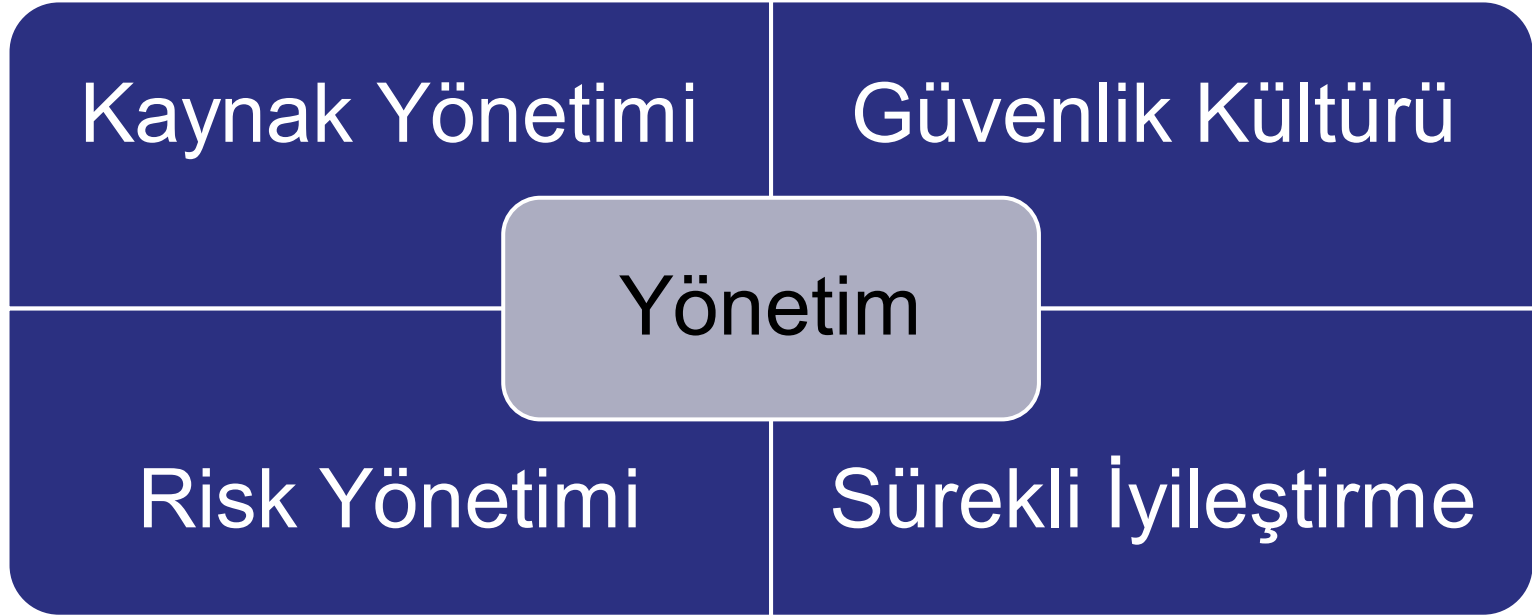 Kaynak Yönetimi
Güvenlik Kültürü
Yönetim
Risk Yönetimi
Sürekli İyileştirme